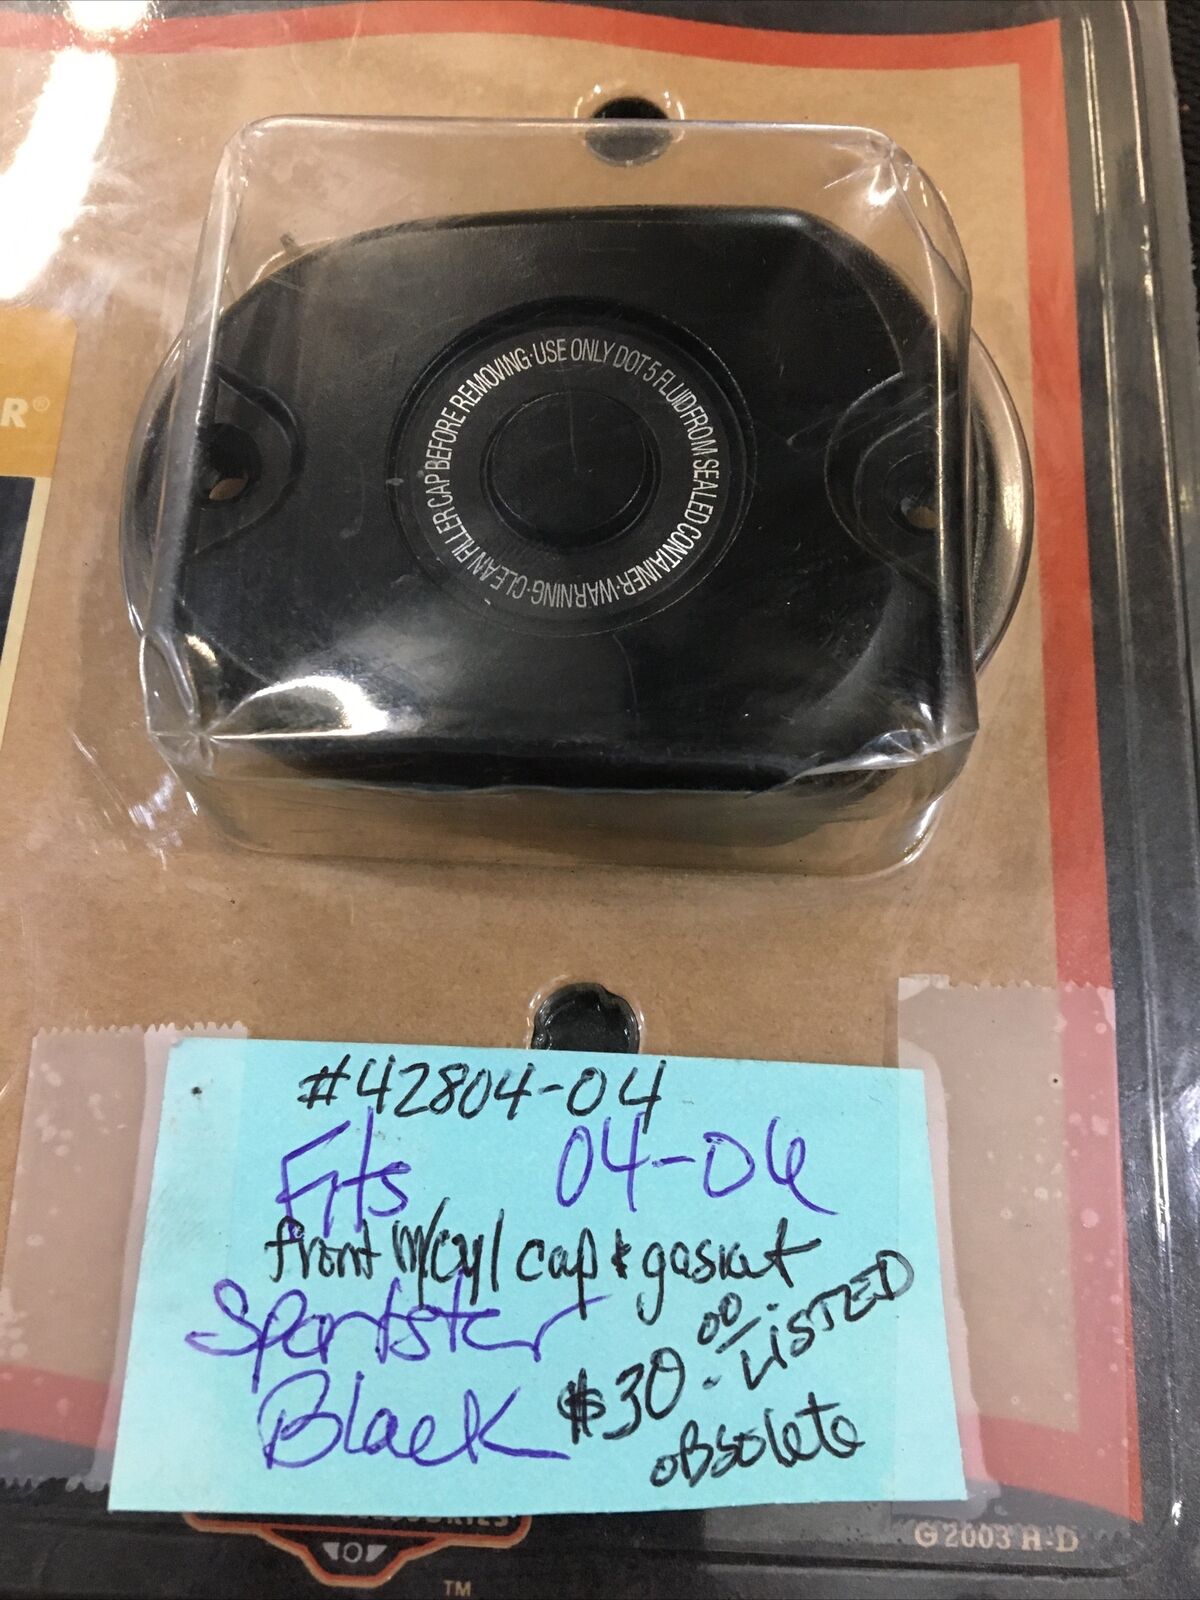 R®
CLEAN FILLER CAP BEFORE REMOVING·USE ONLY DOT 5 FLUID FROM SEALED CONTAINER·WARNING·
#42804-04
Fits 04-06
front m/cyl cap & gasket
Sportster
Black
$30.00 LISTED
obsolete
© 2003 H-D
TM